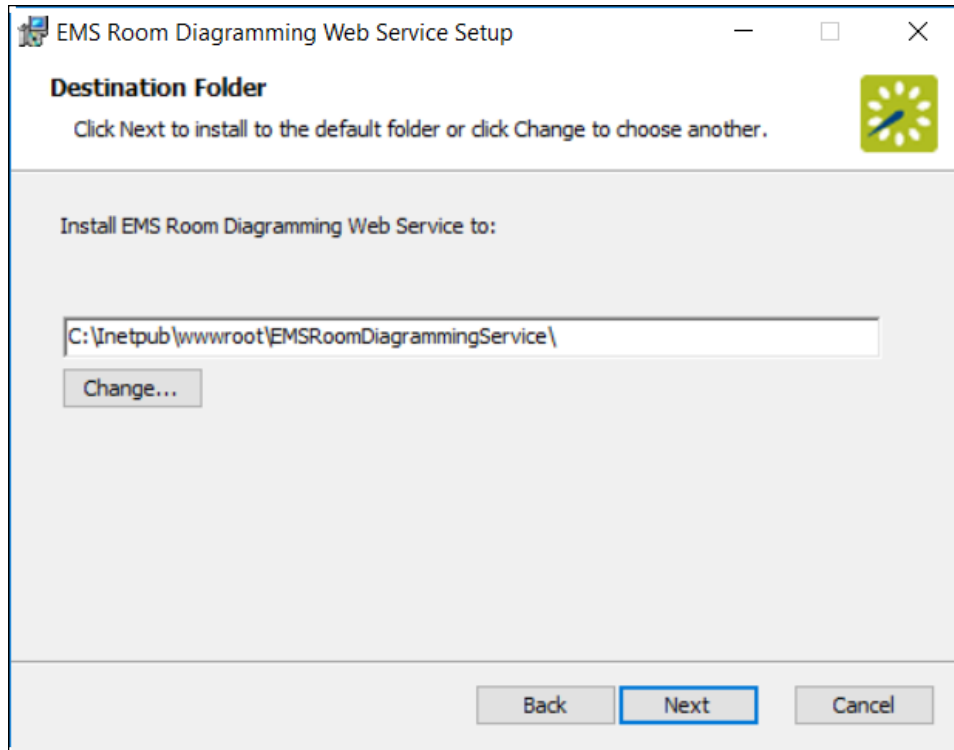 EMS Room Diagramming Web Service Setup
Destination Folder
Click Next to install to the default folder or click Change to choose another.
Install EMS Room Diagramming Web Service to:
C:\Inetpub\wwwroot\EMSRoomDiagrammingService\
Change...
Back Next Cancel